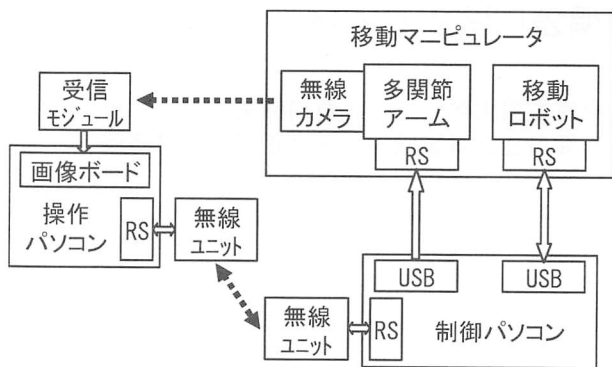 移動マニピュレータ
受信
モジュール
無線
カメラ
多関節
アーム
移動
ロボット
RS
RS
画像ボード
操作
パソコン
RS
無線
ユニット
USB
USB
無線
ユニット
RS
制御パソコン